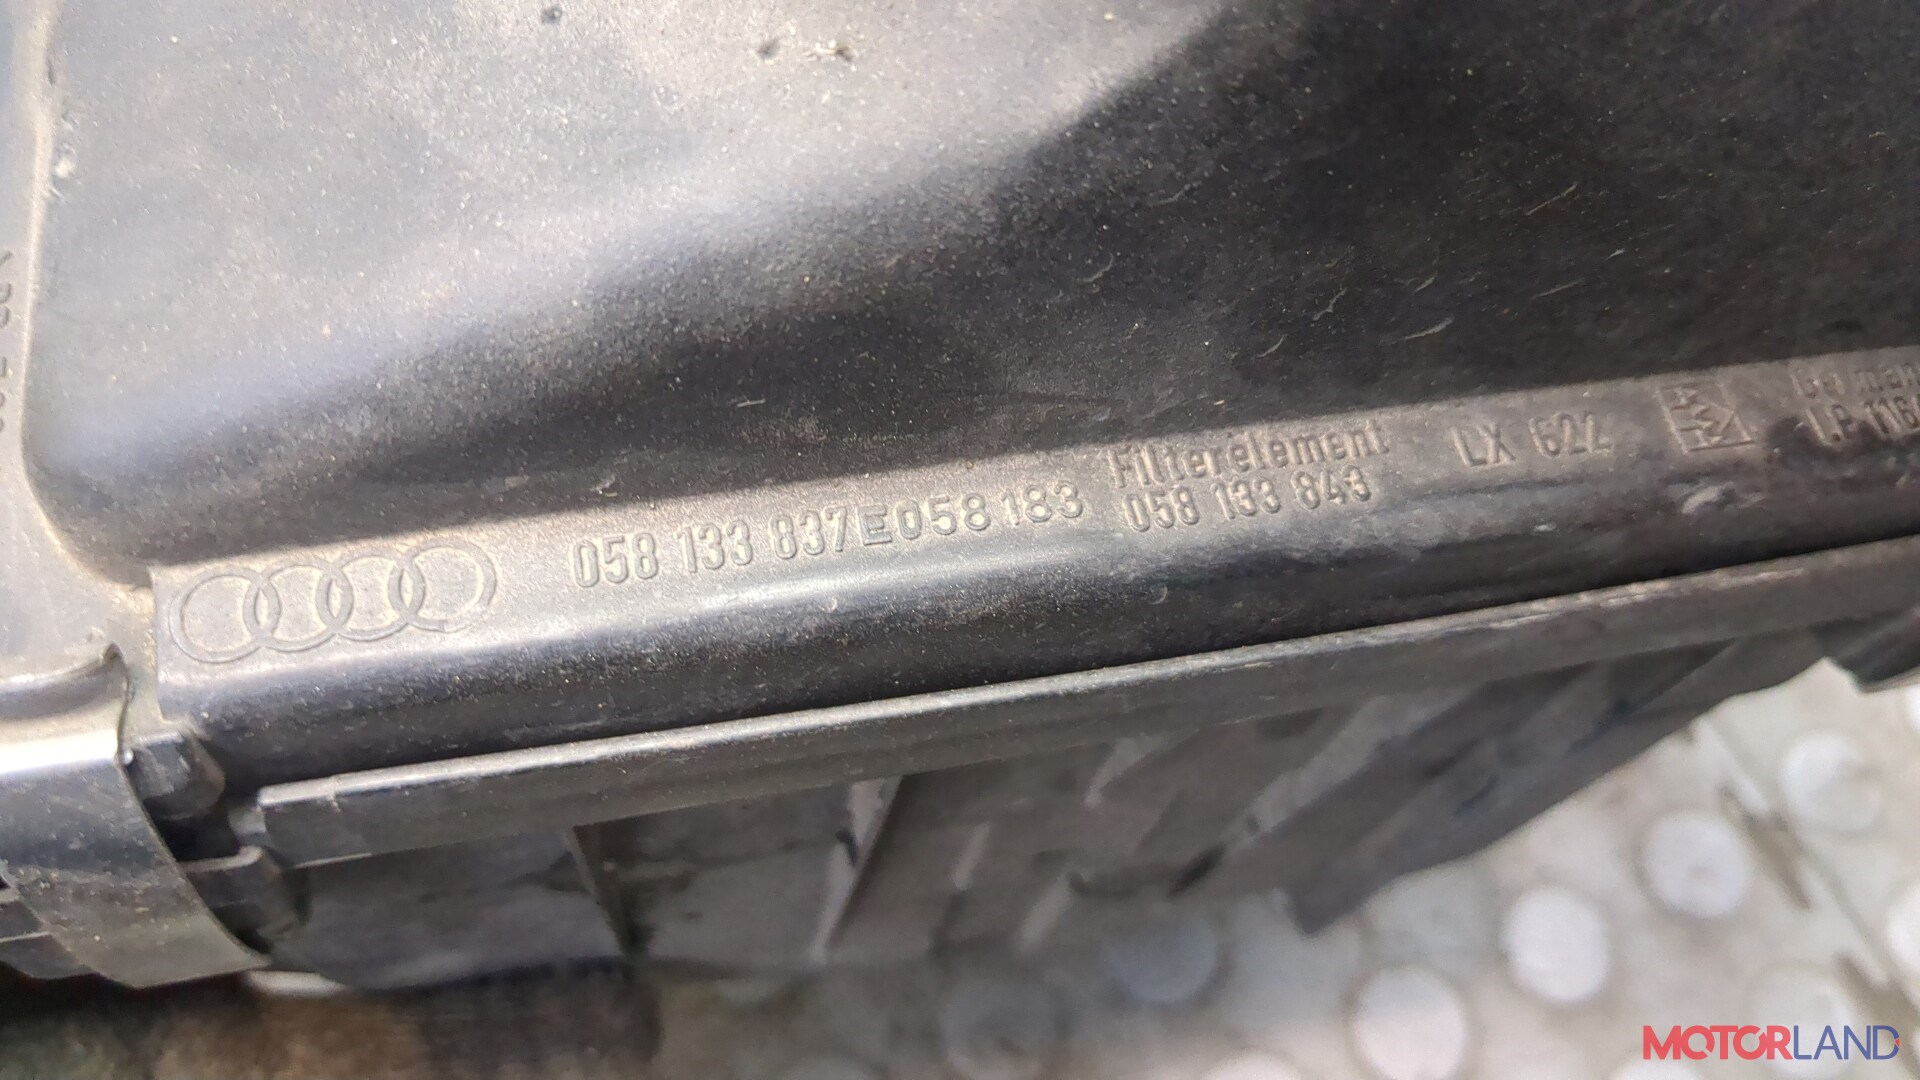 058 133 837E058 183
Filterelement
058 133 843
LX 622
MOTORLAND